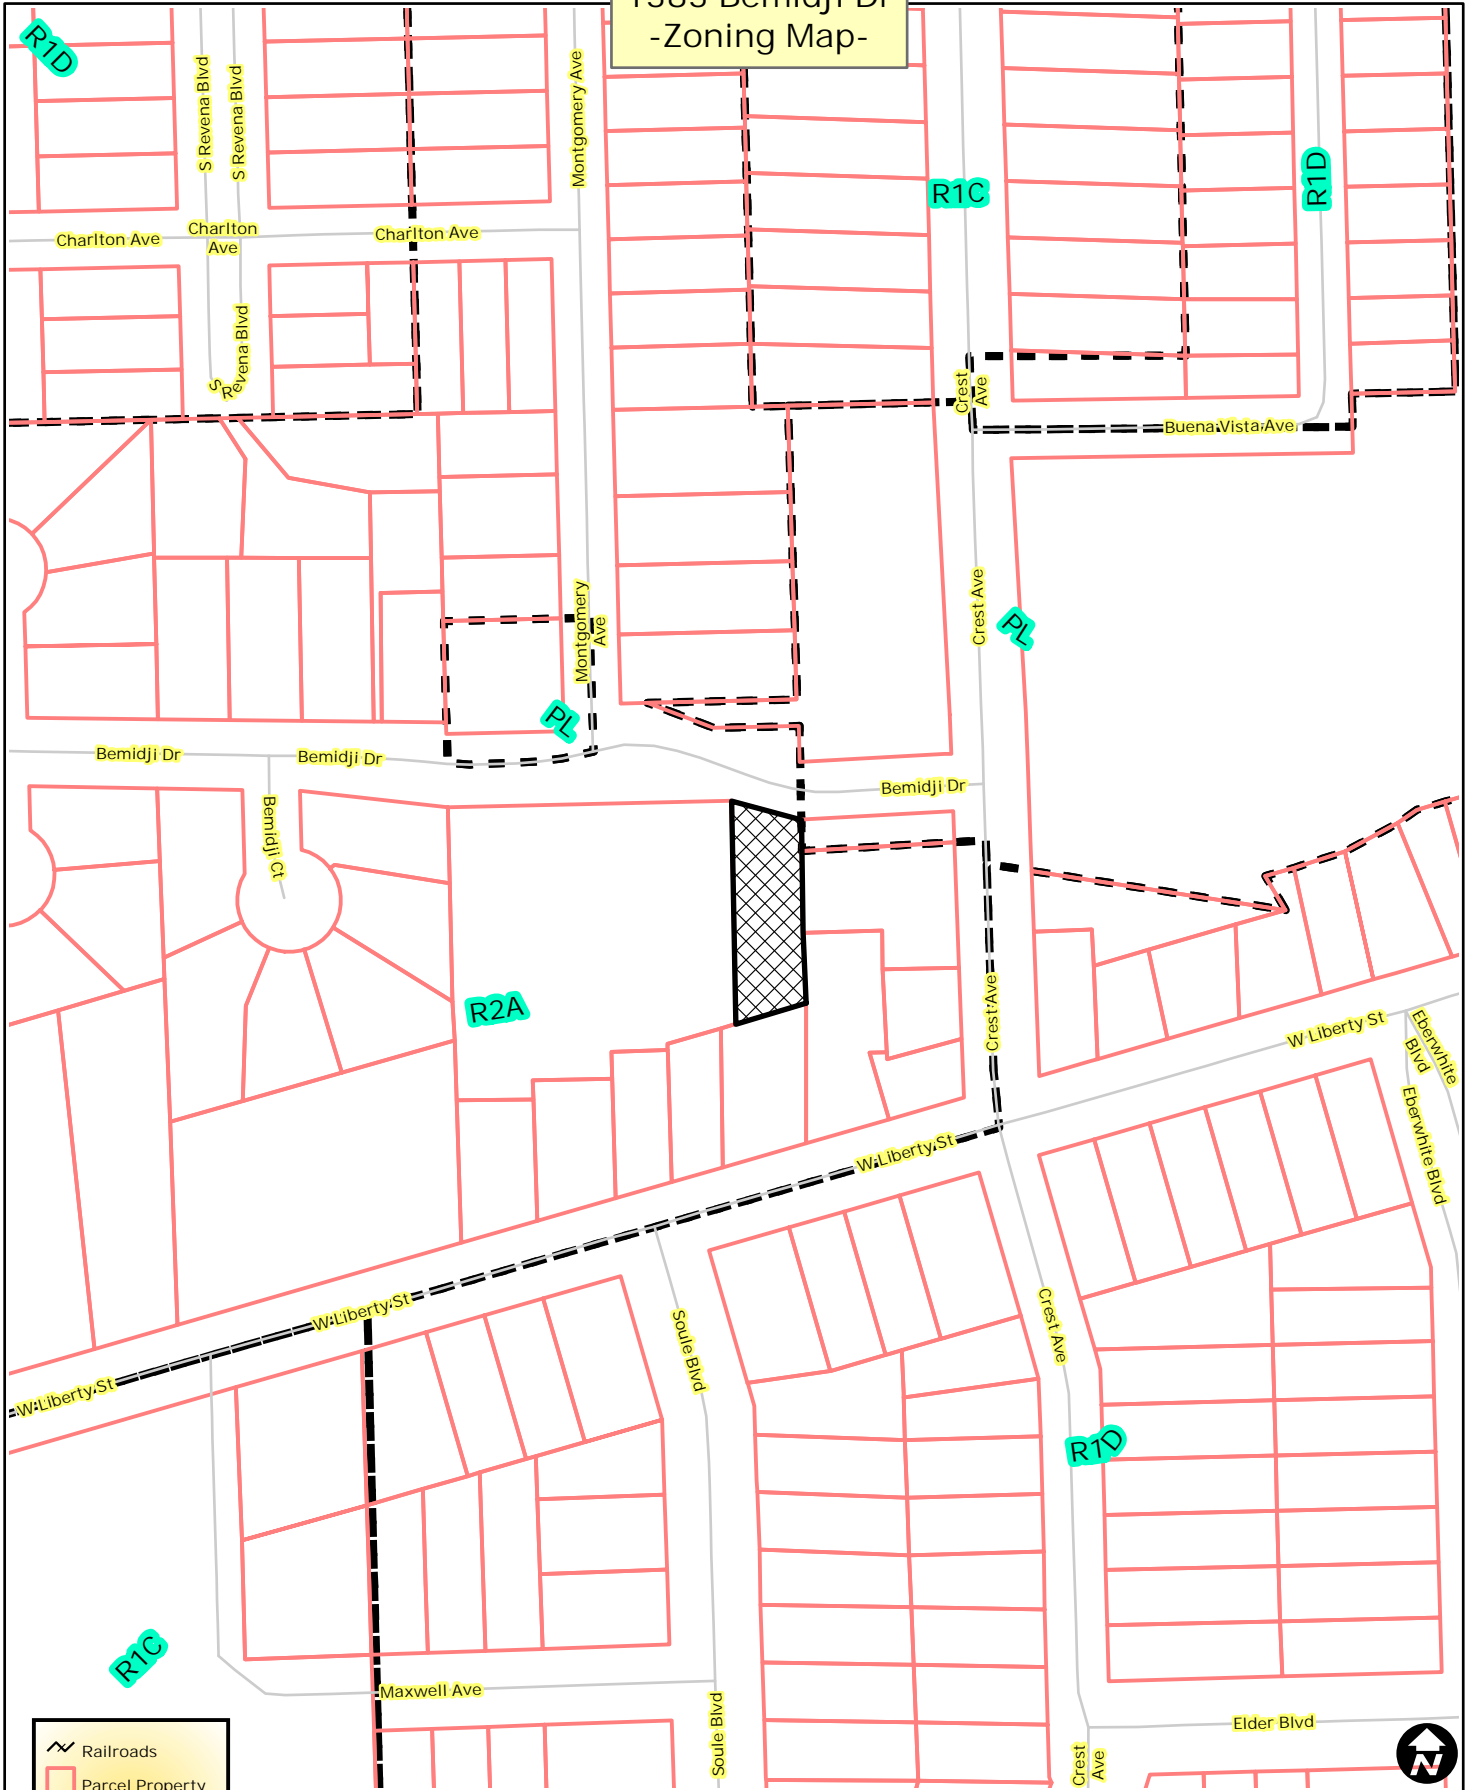 -Zoning Map-
R1D
S Revena Blvd
S Revena Blvd
Montgomery Ave
R1C
R1D
Charlton Ave
Charlton
Ave
Charlton Ave
S Revena Blvd
Crest
Ave
Buena Vista Ave
Montgomery
Ave
Crest Ave
PL
PL
Bemidji Dr
Bemidji Dr
Bemidji Dr
Bemidji Ct
R2A
Crest Ave
W Liberty St
Eberwhite
Blvd
Eberwhite Blvd
W Liberty St
W Liberty St
W Liberty St
Soule Blvd
Crest Ave
R1D
R1C
Maxwell Ave
Soule Blvd
Elder Blvd
Crest
Ave
Railroads
Parcel Property
N